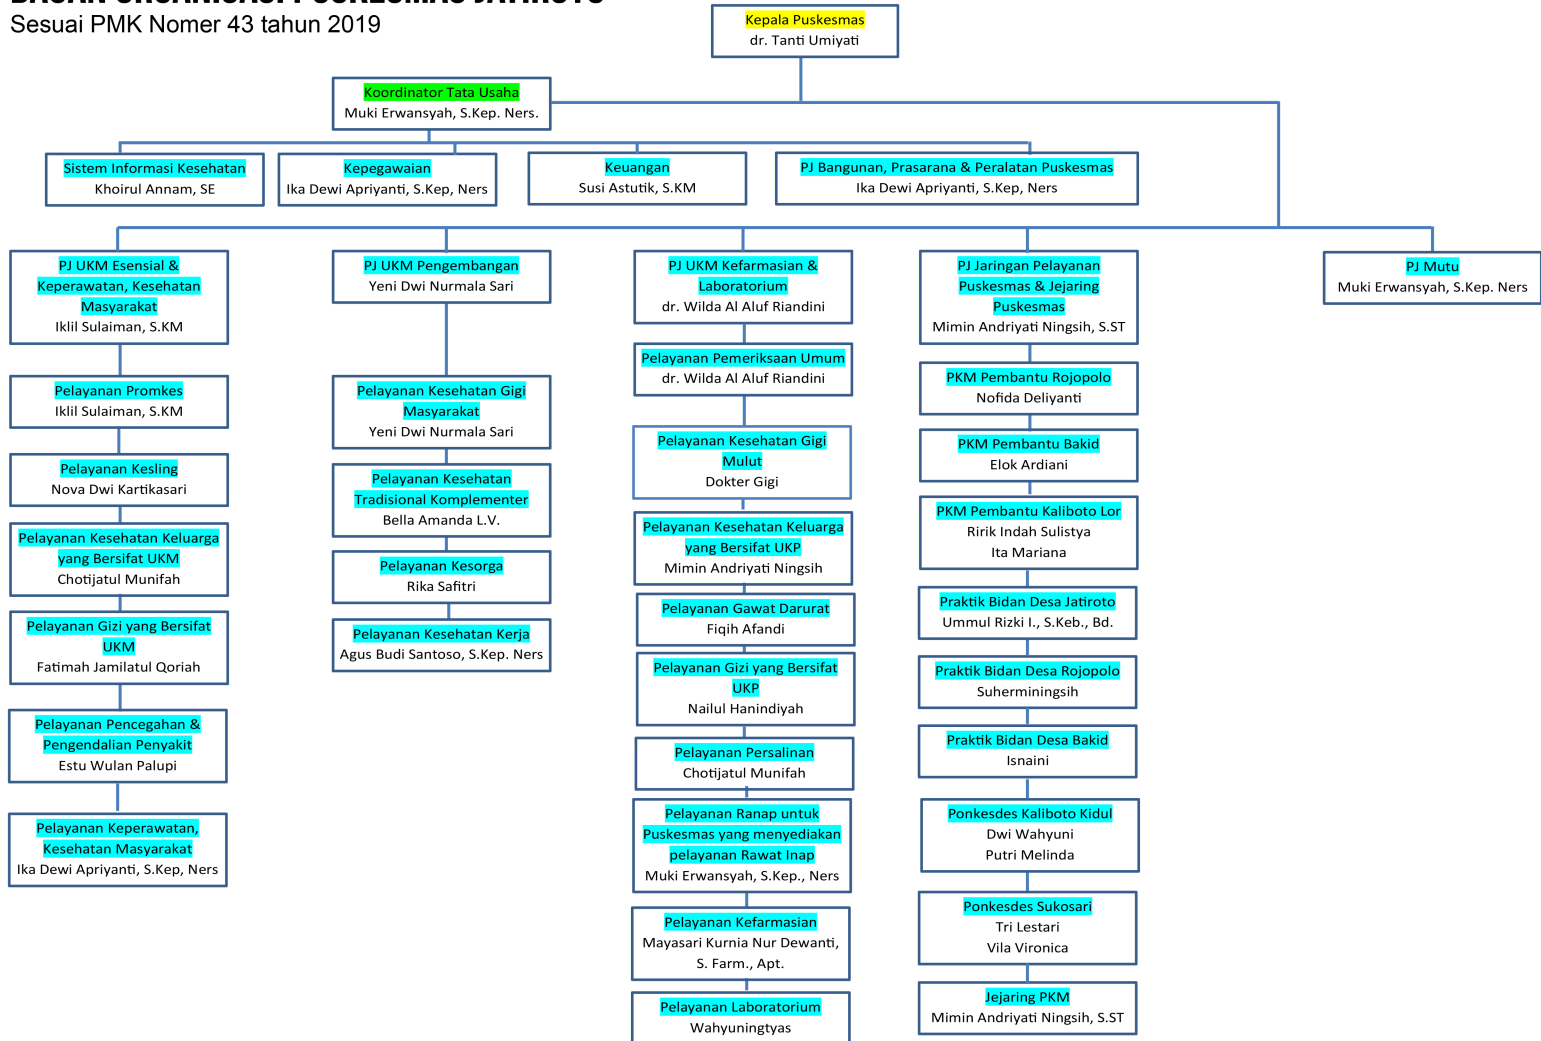 BAGAN ORGANISASI PUSKESMAS JATIROTO
Sesuai PMK Nomer 43 tahun 2019
Kepala Puskesmas
dr. Tanti Umiyati
Koordinator Tata Usaha
Muki Erwansyah, S.Kep. Ners.
Sistem Informasi Kesehatan
Khoirul Annam, SE
Kepegawaian
Ika Dewi Apriyanti, S.Kep, Ners
Keuangan
Susi Astutik, S.KM
PJ Bangunan, Prasarana & Peralatan Puskesmas
Ika Dewi Apriyanti, S.Kep, Ners
PJ UKM Esensial &
Keperawatan, Kesehatan
Masyarakat
Iklil Sulaiman, S.KM
Pelayanan Promkes
Iklil Sulaiman, S.KM
Pelayanan Kesling
Nova Dwi Kartikasari
Pelayanan Kesehatan Keluarga
yang Bersifat UKM
Chotijatul Munifah
Pelayanan Gizi yang Bersifat
UKM
Fatimah Jamilatul Qoriah
Pelayanan Pencegahan &
Pengendalian Penyakit
Estu Wulan Palupi
Pelayanan Keperawatan,
Kesehatan Masyarakat
Ika Dewi Apriyanti, S.Kep, Ners
PJ UKM Pengembangan
Yeni Dwi Nurmala Sari
Pelayanan Kesehatan Gigi
Masyarakat
Yeni Dwi Nurmala Sari
Pelayanan Kesehatan
Tradisional Komplementer
Bella Amanda L.V.
Pelayanan Kesorga
Rika Safitri
Pelayanan Kesehatan Kerja
Agus Budi Santoso, S.Kep. Ners
PJ UKM Kefarmasian &
Laboratorium
dr. Wilda Al Aluf Riandini
Pelayanan Pemeriksaan Umum
dr. Wilda Al Aluf Riandini
Pelayanan Kesehatan Gigi
Mulut
Dokter Gigi
Pelayanan Kesehatan Keluarga
yang Bersifat UKP
Mimin Andriyati Ningsih
Pelayanan Gawat Darurat
Fiqih Afandi
Pelayanan Gizi yang Bersifat
UKP
Nailul Hanindiyah
Pelayanan Persalinan
Chotijatul Munifah
Pelayanan Ranap untuk
Puskesmas yang menyediakan
pelayanan Rawat Inap
Muki Erwansyah, S.Kep., Ners
Pelayanan Kefarmasian
Mayasari Kurnia Nur Dewanti,
S. Farm., Apt.
Pelayanan Laboratorium
Wahyuningtyas
PJ Jaringan Pelayanan
Puskesmas & Jejaring
Puskesmas
Mimin Andriyati Ningsih, S.ST
PKM Pembantu Rojopolo
Nofida Deliyanti
PKM Pembantu Bakid
Elok Ardiani
PKM Pembantu Kaliboto Lor
Ririk Indah Sulistya
Ita Mariana
Praktik Bidan Desa Jatiroto
Ummul Rizki I., S.Keb., Bd.
Praktik Bidan Desa Rojopolo
Suherminingsih
Praktik Bidan Desa Bakid
Isnaini
Ponkesdes Kaliboto Kidul
Dwi Wahyuni
Putri Melinda
Ponkesdes Sukosari
Tri Lestari
Vila Vironica
Jejaring PKM
Mimin Andriyati Ningsih, S.ST
PJ Mutu
Muki Erwansyah, S.Kep. Ners